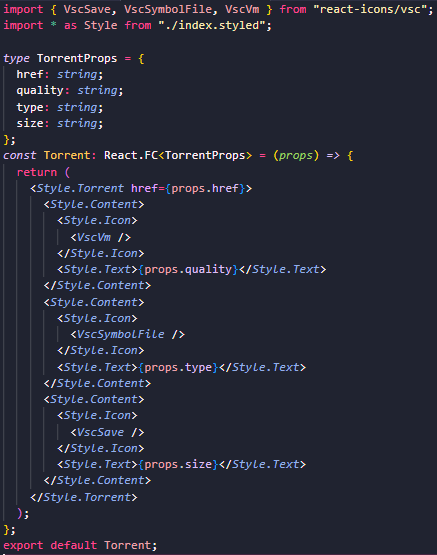 import { VscSave, VscSymbolFile, VscVm } from "react-icons/vsc";
import * as Style from "./index.styled";

type TorrentProps = {
  href: string;
  quality: string;
  type: string;
  size: string;
};
const Torrent: React.FC<TorrentProps> = (props) => {
  return (
    <Style.Torrent href={props.href}>
      <Style.Content>
        <Style.Icon>
          <VscVm />
        </Style.Icon>
        <Style.Text>{props.quality}</Style.Text>
      </Style.Content>
      <Style.Content>
        <Style.Icon>
          <VscSymbolFile />
        </Style.Icon>
        <Style.Text>{props.type}</Style.Text>
      </Style.Content>
      <Style.Content>
        <Style.Icon>
          <VscSave />
        </Style.Icon>
        <Style.Text>{props.size}</Style.Text>
      </Style.Content>
    </Style.Torrent>
  );
};
export default Torrent;